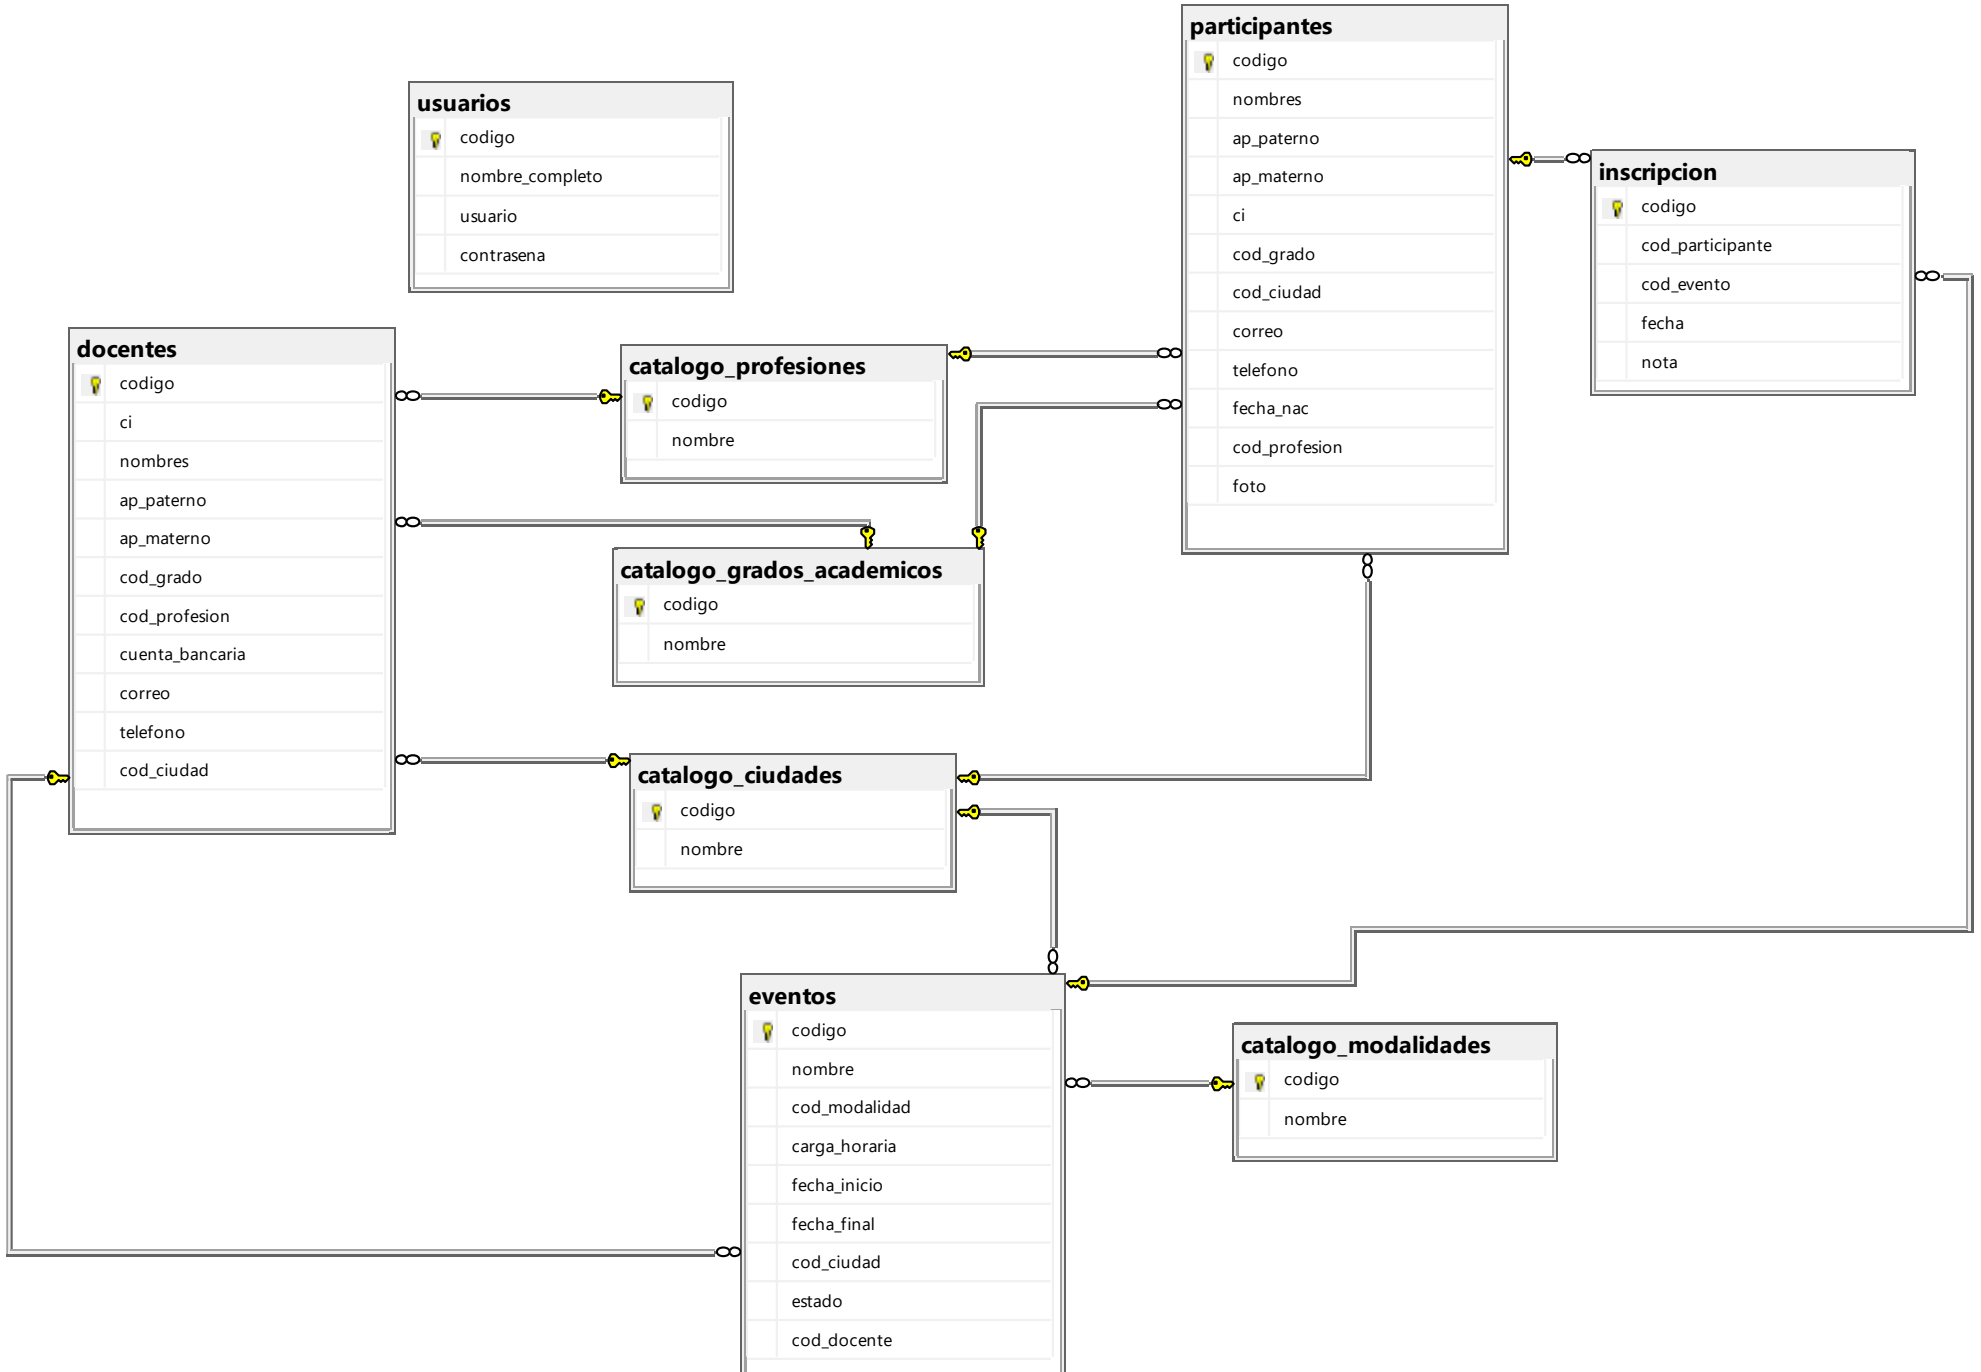 participantes
codigo
nombres
ap_paterno
ap_materno
ci
cod_grado
cod_ciudad
correo
telefono
fecha_nac
cod_profesion
foto
usuarios
codigo
nombre_completo
usuario
contrasena
inscripcion
codigo
cod_participante
cod_evento
fecha
nota
docentes
codigo
ci
nombres
ap_paterno
ap_materno
cod_grado
cod_profesion
cuenta_bancaria
correo
telefono
cod_ciudad
catalogo_profesiones
codigo
nombre
catalogo_grados_academicos
codigo
nombre
catalogo_ciudades
codigo
nombre
eventos
codigo
nombre
cod_modalidad
carga_horaria
fecha_inicio
fecha_final
cod_ciudad
estado
cod_docente
catalogo_modalidades
codigo
nombre